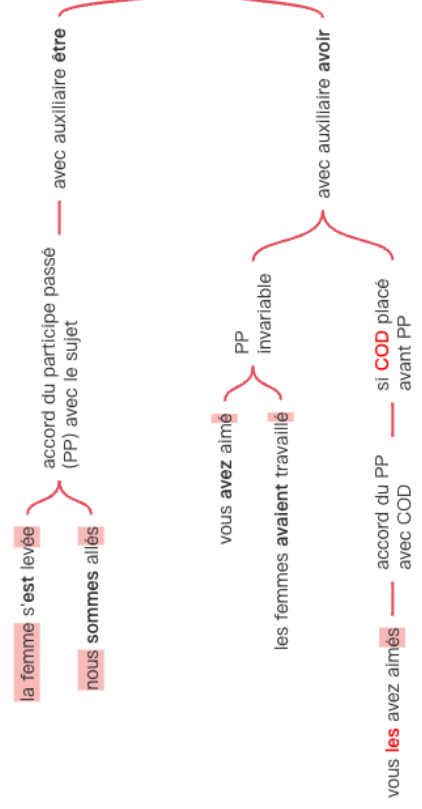 avec auxiliaire être
accord du participe passé
(PP) avec le sujet
la femme s'est levée
nous sommes allés
avec auxiliaire avoir
PP
invariable
vous avez aimé
les femmes avaient travaillé
si COD placé
avant PP
accord du PP
avec COD
vous les avez aimés